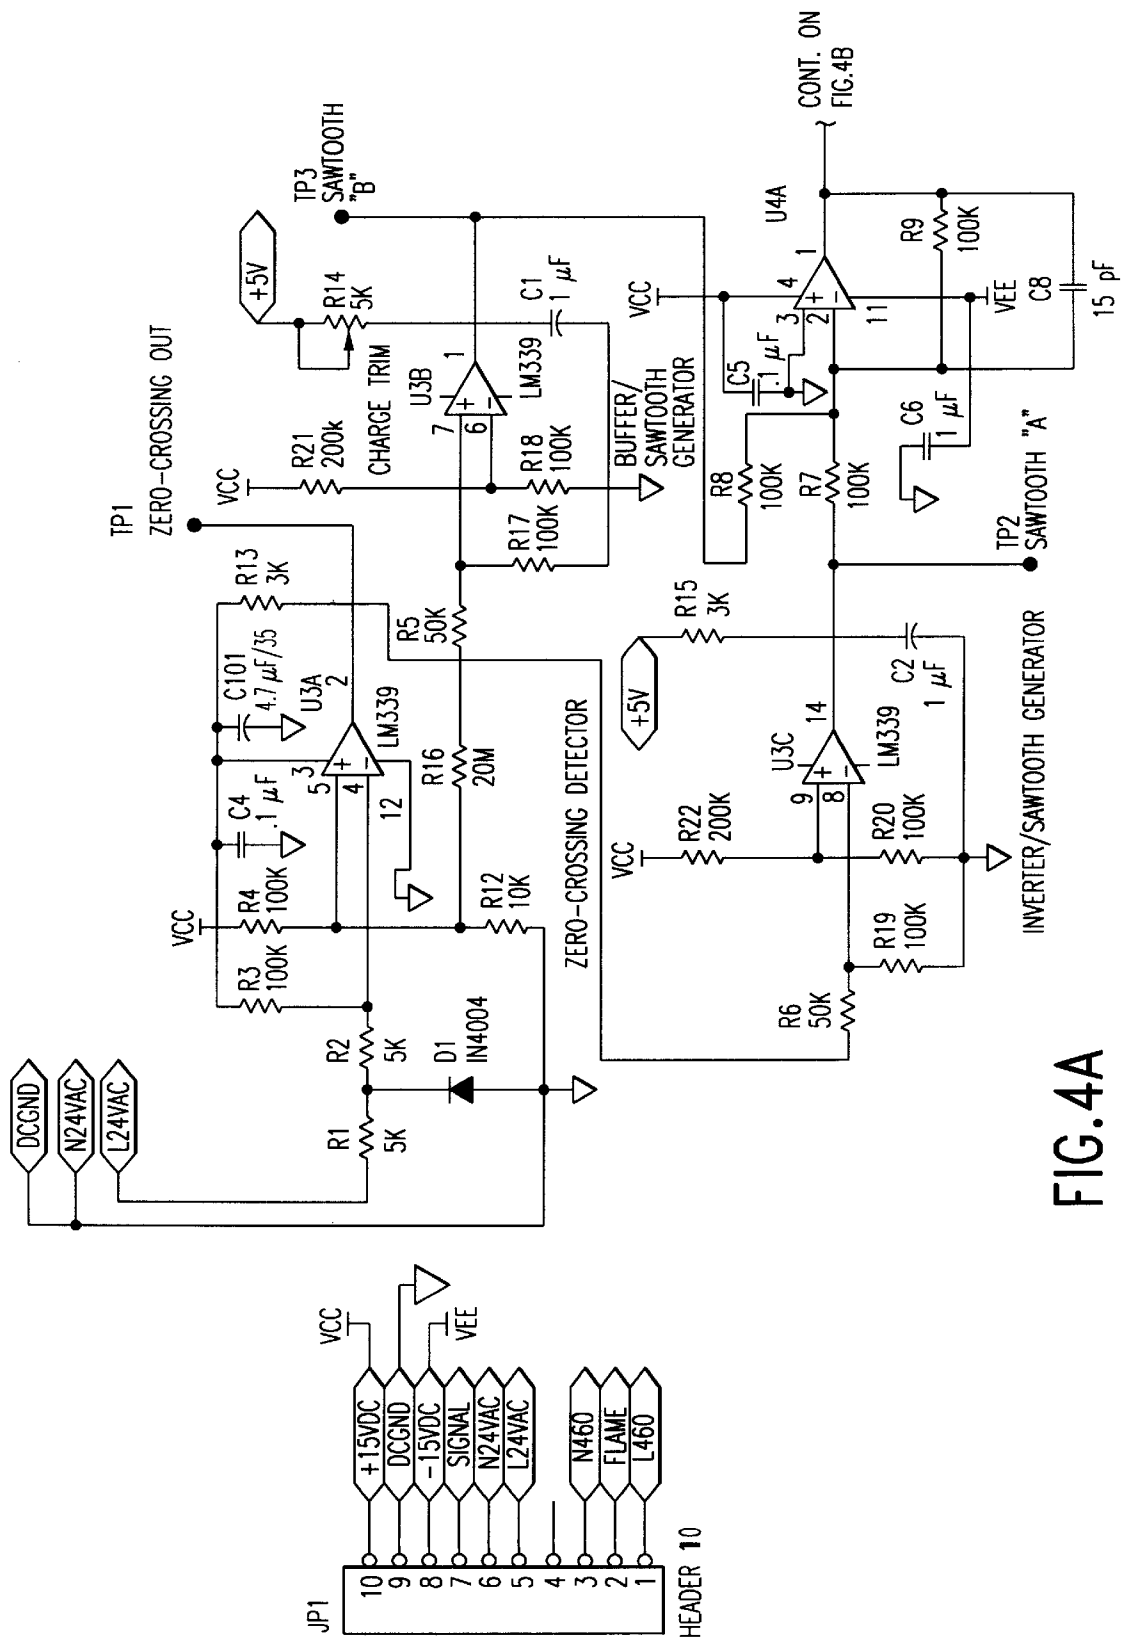 DCGND
N24VAC
L24VAC
JP1
10
9
8
7
6
5
4
3
2
1
HEADER 10
+15VDC
DCGND
-15VDC
SIGNAL
N24VAC
L24VAC
N460
FLAME
L460
VCC
VEE
R1
5K
R2
5K
D1
IN4004
VCC
R3
100K
R4
100K
C4
.1 µF
C101
4.7 µF/35
R13
3K
U3A
5
3
4
12
2
+
-
LM339
R12
10K
R16
20M
R5
50K
ZERO-CROSSING DETECTOR
TP1
ZERO-CROSSING OUT
VCC
R21
200k
CHARGE TRIM
+5V
R14
5K
TP3
SAWTOOTH
"B"
U3B
7
6
1
+
-
LM339
C1
1 µF
R17
100K
R18
100K
BUFFER/
SAWTOOTH
GENERATOR
R6
50K
R19
100K
VCC
R22
200K
R20
100K
U3C
9
8
14
+
-
LM339
+5V
R15
3K
C2
1 µF
INVERTER/SAWTOOTH GENERATOR
TP2
SAWTOOTH "A"
R7
100K
R8
100K
VCC
C5
.1 µF
C6
1 µF
U4A
3
4
2
11
1
+
-
VEE
R9
100K
C8
15 pF
CONT. ON
FIG.4B
FIG.4A